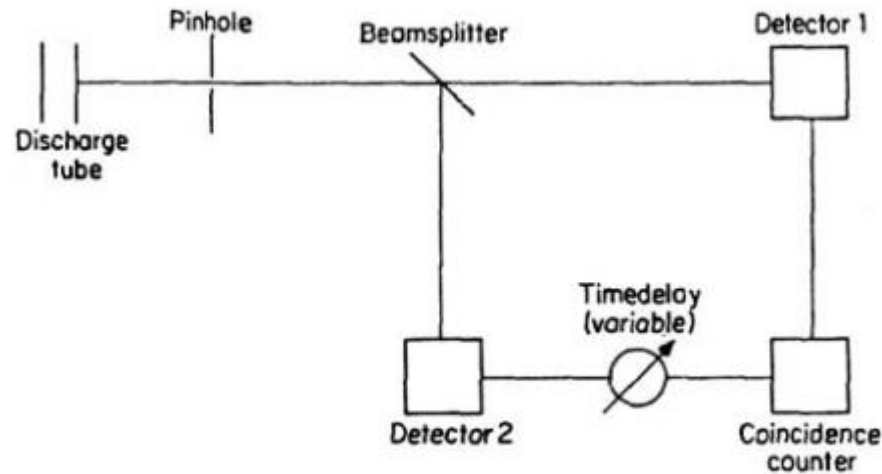 Pinhole
Beamsplitter
Detector 1
Discharge
tube
Timedelay
(variable)
Detector 2
Coincidence
counter